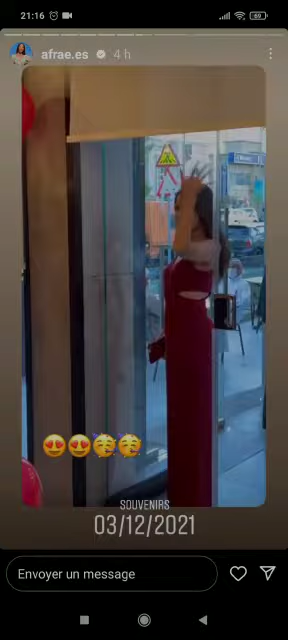 21:16
69
afrae.es 4 h
SOUVENIRS
03/12/2021
Envoyer un message